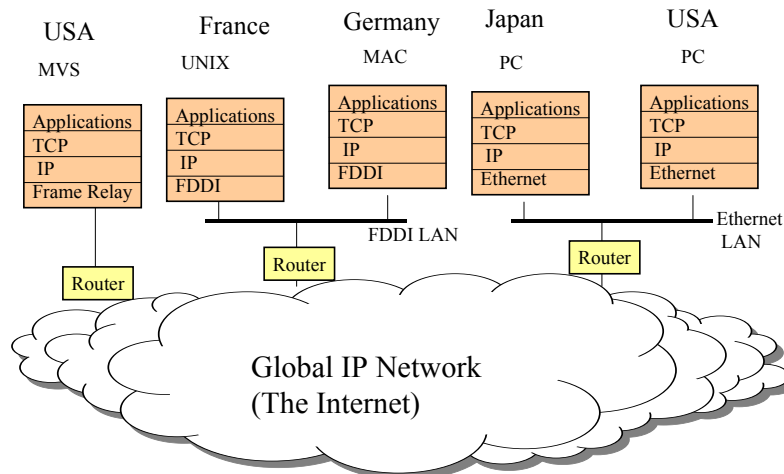 USA
France
Germany
Japan
USA
MVS
UNIX
MAC
PC
PC
Applications
TCP
IP
Frame Relay
Applications
TCP
IP
FDDI
Applications
TCP
IP
FDDI
Applications
TCP
IP
Ethernet
Applications
TCP
IP
Ethernet
FDDI LAN
Ethernet
LAN
Router
Router
Router
Global IP Network
(The Internet)